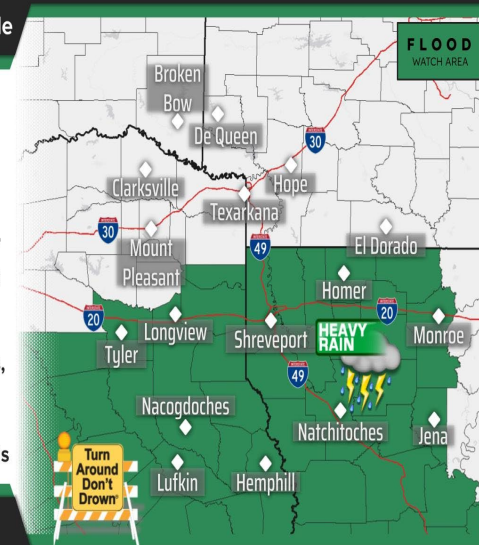 FLOOD
WATCH AREA
Broken
Bow
De Queen
30
Clarksville
Hope
Texarkana
30
Mount
Pleasant
49
El Dorado
Homer
20
20
Longview
Shreveport
HEAVY
RAIN
Monroe
Tyler
49
Nacogdoches
Natchitoches
Jena
Turn
Around
Don't
Drown
Lufkin
Hemphill